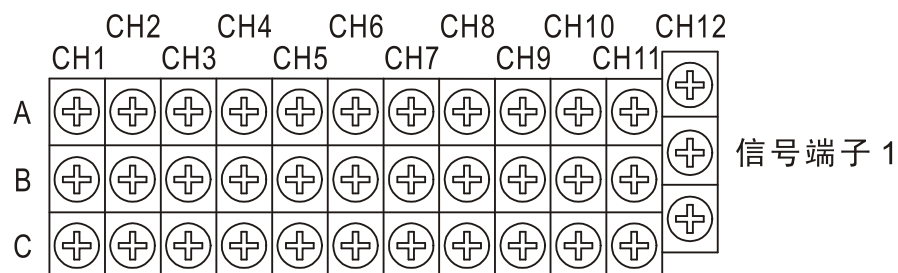 CH2 CH4 CH6 CH8 CH10 CH12
CH1 CH3 CH5 CH7 CH9 CH11
A
B
信号端子 1
C